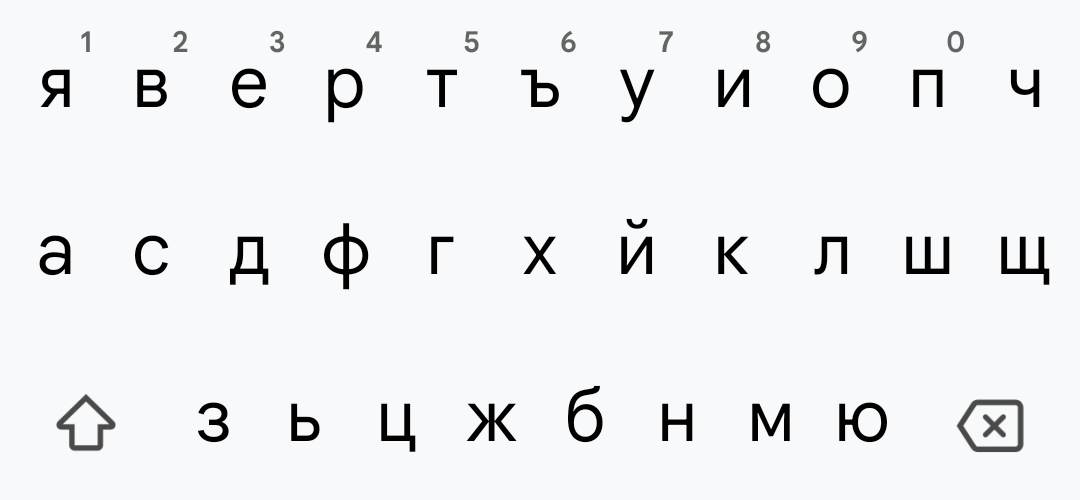 1 2 3 4 5 6 7 8 9 0
я в е р т ъ у и о п ч
а с д ф г х й к л ш щ
з ь ц ж б н м ю